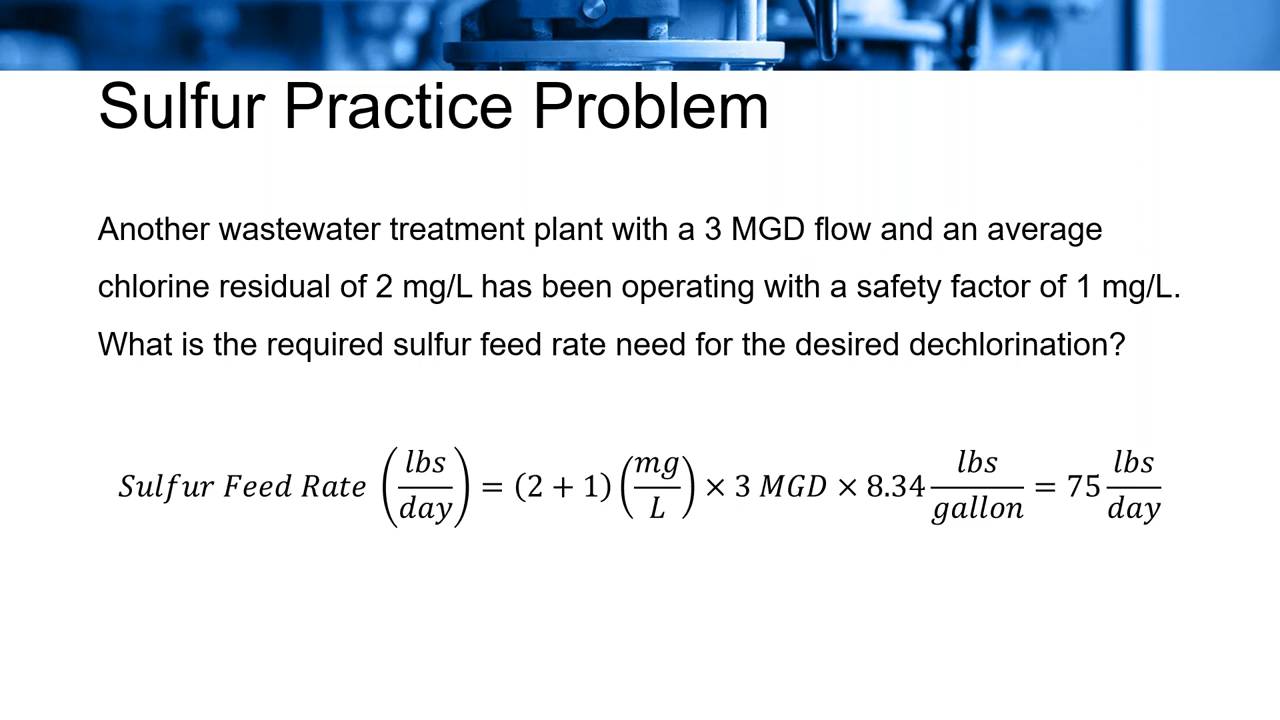 Sulfur Practice Problem
Another wastewater treatment plant with a 3 MGD flow and an average
chlorine residual of 2 mg/L has been operating with a safety factor of 1 mg/L.
What is the required sulfur feed rate need for the desired dechlorination?
Sulfur Feed Rate (lbs/day) = (2 + 1) (mg/L) × 3 MGD × 8.34 lbs/gallon = 75 lbs/day